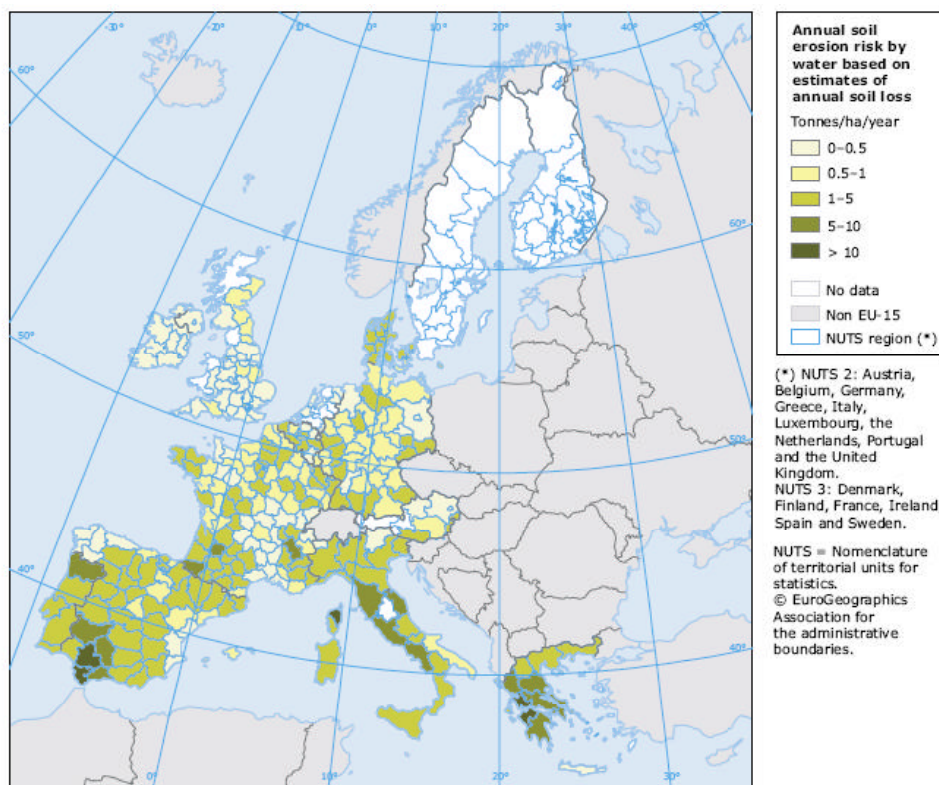 -30°
-20°
-10°
0°
10°
20°
30°
40°
50°
60°
60°
60°
50°
50°
40°
40°
0°
10°
20°
30°
Annual soil
erosion risk by
water based on
estimates of
annual soil loss
Tonnes/ha/year
0–0.5
0.5–1
1–5
5–10
> 10
No data
Non EU-15
NUTS region (*)
(*) NUTS 2: Austria,
Belgium, Germany,
Greece, Italy,
Luxembourg, the
Netherlands, Portugal
and the United
Kingdom.
NUTS 3: Denmark,
Finland, France, Ireland
Spain and Sweden.
NUTS = Nomenclature
of territorial units for
statistics.
© EuroGeographics
Association for
the administrative
boundaries.